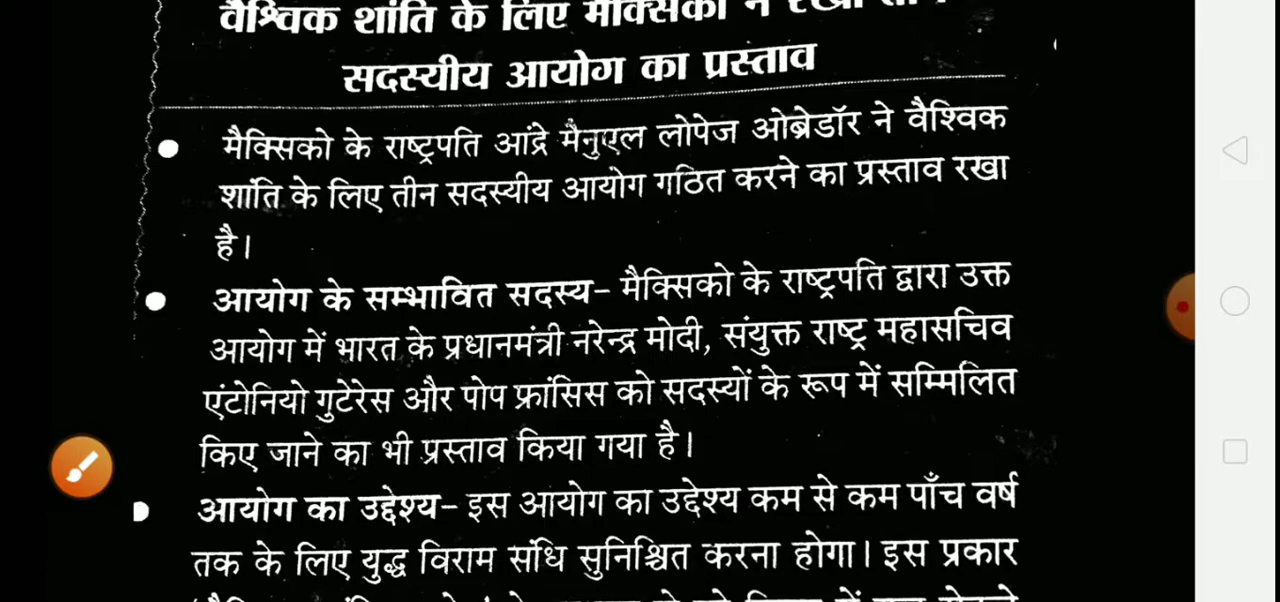 वैश्विक शांति के लिए मैक्सिको ने रखा तीन
सदस्यीय आयोग का प्रस्ताव
मैक्सिको के राष्ट्रपति आंद्रे मैनुएल लोपेज ओब्रेडॉर ने वैश्विक
शांति के लिए तीन सदस्यीय आयोग गठित करने का प्रस्ताव रखा
है।
आयोग के सम्भावित सदस्य– मैक्सिको के राष्ट्रपति द्वारा उक्त
आयोग में भारत के प्रधानमंत्री नरेन्द्र मोदी, संयुक्त राष्ट्र महासचिव
एंटोनियो गुटेरेस और पोप फ्रांसिस को सदस्यों के रूप में सम्मिलित
किए जाने का भी प्रस्ताव किया गया है।
आयोग का उद्देश्य– इस आयोग का उद्देश्य कम से कम पाँच वर्ष
तक के लिए युद्ध विराम संधि सुनिश्चित करना होगा। इस प्रकार